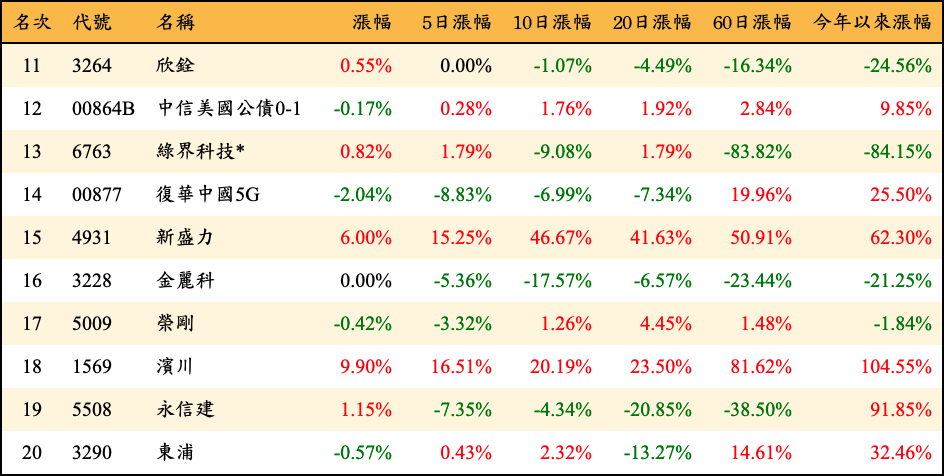 名次 代號 名稱 漲幅 5日漲幅 10日漲幅 20日漲幅 60日漲幅 今年以來漲幅
11 3264 欣銓 0.55% 0.00% -1.07% -4.49% -16.34% -24.56%
12 00864B 中信美國公債0-1 -0.17% 0.28% 1.76% 1.92% 2.84% 9.85%
13 6763 綠界科技* 0.82% 1.79% -9.08% 1.79% -83.82% -84.15%
14 00877 復華中國5G -2.04% -8.83% -6.99% -7.34% 19.96% 25.50%
15 4931 新盛力 6.00% 15.25% 46.67% 41.63% 50.91% 62.30%
16 3228 金麗科 0.00% -5.36% -17.57% -6.57% -23.44% -21.25%
17 5009 榮剛 -0.42% -3.32% 1.26% 4.45% 1.48% -1.84%
18 1569 濱川 9.90% 16.51% 20.19% 23.50% 81.62% 104.55%
19 5508 永信建 1.15% -7.35% -4.34% -20.85% -38.50% 91.85%
20 3290 東浦 -0.57% 0.43% 2.32% -13.27% 14.61% 32.46%